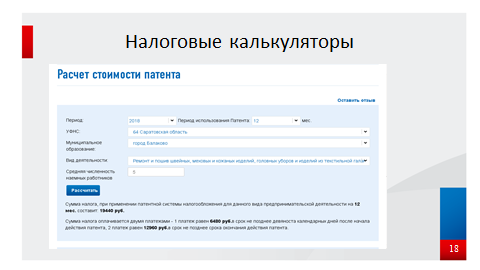 Налоговые калькуляторы
Расчет стоимости патента
Оставить отзыв
Период: 2016 Период использования Патента 12 мес.
УФНС: 64 Саратовская область
Муниципальное образование: город Балаково
Вид деятельности: Ремонт и пошив швейных, меховых и кожаных изделий, головных уборов и изделий из текстильной гала
Средняя численность наемных работников
Рассчитать
Сумма налога, при применении патентной системы налогообложения для данного вида предпринимательской деятельности на 12
мес. составит: 19440 руб.
Сумма налога оплачивается двумя платежами - 1 платеж равен 6480 руб.в срок не позднее девяноста календарных дней после начала
действия патента, 2 платеж равен 12960 руб.в срок не позднее срока окончания действия патента.
18